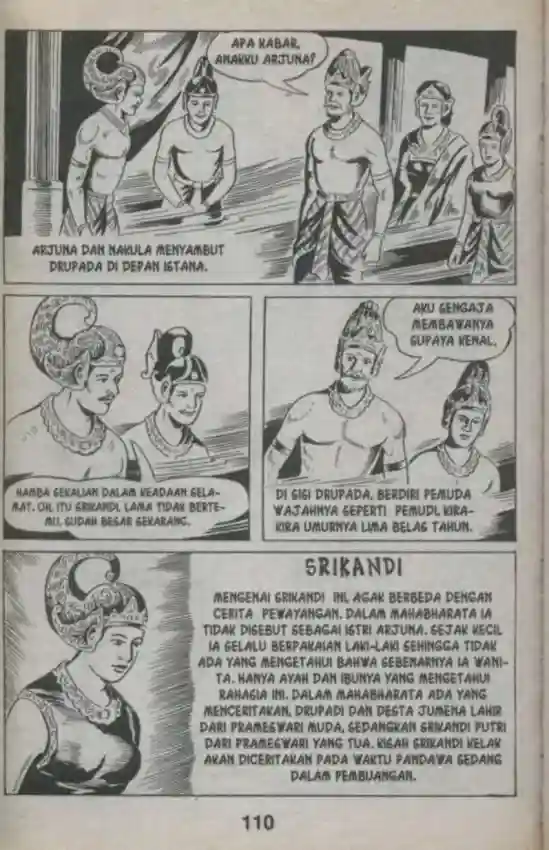 APA KABAR,
ANAKKU ARJUNA?
ARJUNA DAN NAKULA MENYAMBUT
DRUPADA DI DEPAN ISTANA.
HAMBA SEKALIAN DALAM KEADAAN SELA-
MAT. OH, ITU SRIKANDI, LAMA TIDAK BERTE-
MU, SUDAH BESAR SEKARANG.
AKU SENGAJA
MEMBAWANYA
SUPAYA KENAL.
DI SISI DRUPADA, BERDIRI PEMUDA
WAJAHNYA SEPERTI PEMUDI, KIRA-
KIRA UMURNYA LIMA BELAS TAHUN.
SRIKANDI
MENGENAI SRIKANDI INI, AGAK BERBEDA DENGAN
CERITA PEWAYANGAN. DALAM MAHABHARATA IA
TIDAK DISEBUT SEBAGAI ISTRI ARJUNA. SEJAK KECIL
IA SELALU BERPAKAIAN LAKI-LAKI SEHINGGA TIDAK
ADA YANG MENGETAHUI BAHWA SEBENARNYA IA WANI-
TA. HANYA AYAH DAN IBUNYA YANG MENGETAHUI
RAHASIA INI. DALAM MAHABHARATA ADA YANG
MENCERITAKAN, DRUPADI DAN DESTA JUMENA LAHIR
DARI PRAMESWARI MUDA, SEDANGKAN SRIKANDI PUTRI
DARI PRAMESWARI YANG TUA. KISAH SRIKANDI KELAK
AKAN DICERITAKAN PADA WAKTU PANDAWA SEDANG
DALAM PEMBUANGAN.
110